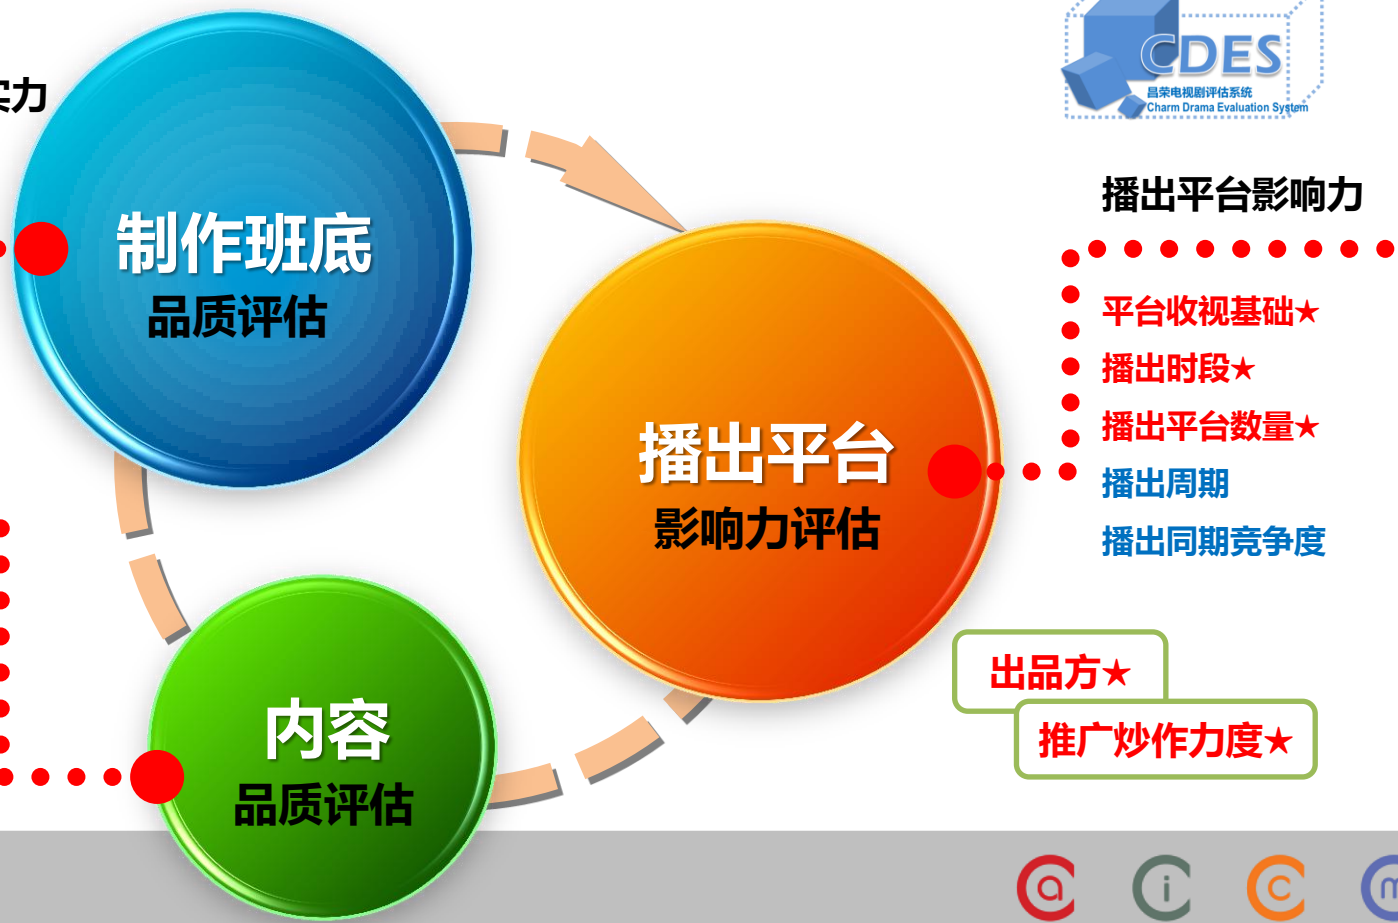 CDES
昌荣电视剧评估系统
Charm Drama Evaluation System
实力
制作班底
品质评估
播出平台
影响力评估
内容
品质评估
播出平台影响力
平台收视基础★
播出时段★
播出平台数量★
播出周期
播出同期竞争度
出品方★
推广炒作力度★
a
i
c
m